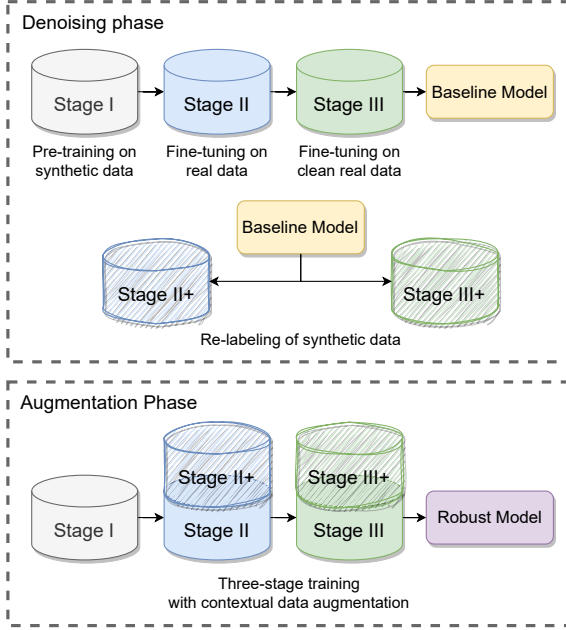 Denoising phase
Stage I
Stage II
Stage III
Baseline Model
Pre-training on
synthetic data
Fine-tuning on
real data
Fine-tuning on
clean real data
Baseline Model
Stage II+
Stage III+
Re-labeling of synthetic data
Augmentation Phase
Stage II+
Stage III+
Stage I
Stage II
Stage III
Robust Model
Three-stage training
with contextual data augmentation